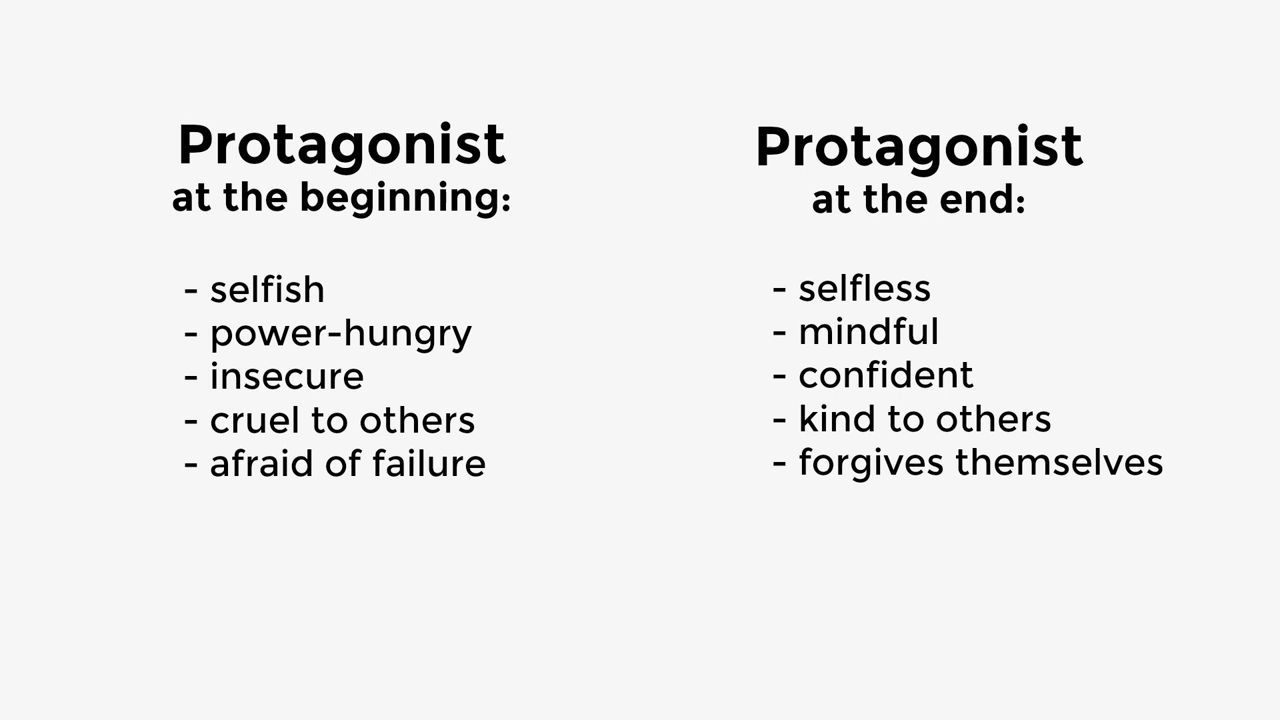 Protagonist
at the beginning:
- selfish
- power-hungry
- insecure
- cruel to others
- afraid of failure
Protagonist
at the end:
- selfless
- mindful
- confident
- kind to others
- forgives themselves